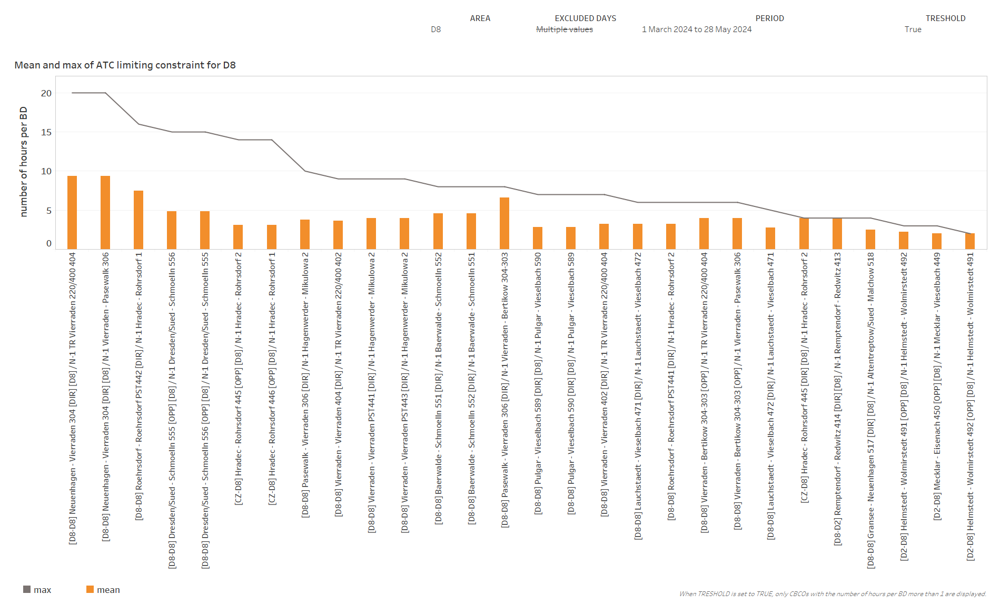 AREA EXCLUDED DAYS PERIOD TRESHOLD
D8 Multiple values 1 March 2024 to 28 May 2024 True
Mean and max of ATC limiting constraint for D8
number of hours per BD
20
15
10
5
0
[D8-D8] Neuenhagen - Vierraden 304 [DIR] [D8] / N-1 TR Vierraden 220/400 404
[D8-D8] Neuenhagen - Vierraden 304 [DIR] [D8] / N-1 Vierraden - Pasewalk 306
[D8-D8] Roehrsdorf - Roehrsdorf PST442 [DIR] / N-1 Hradec - Rohrsdorf 1
[D8-D8] Dresden/Sued - Schmoelln 555 [OPP] [D8] / N-1 Dresden/Sued - Schmoelln 556
[D8-D8] Dresden/Sued - Schmoelln 556 [OPP] [D8] / N-1 Dresden/Sued - Schmoelln 555
[CZ-D8] Hradec - Rohrsdorf 445 [OPP] [D8] / N-1 Hradec - Rohrsdorf 2
[CZ-D8] Hradec - Rohrsdorf 446 [OPP] [D8] / N-1 Hradec - Rohrsdorf 1
[D8-D8] Pasewalk - Vierraden 306 [DIR] / N-1 Hagenwerder - Mikulowa 2
[D8-D8] Vierraden - Vierraden 404 [DIR] / N-1 TR Vierraden 220/400 402
[D8-D8] Vierraden - Vierraden PST441 [DIR] / N-1 Hagenwerder - Mikulowa 2
[D8-D8] Vierraden - Vierraden PST443 [DIR] / N-1 Hagenwerder - Mikulowa 2
[D8-D8] Baerwalde - Schmoelln 551 [DIR] / N-1 Baerwalde - Schmoelln 552
[D8-D8] Baerwalde - Schmoelln 552 [DIR] / N-1 Baerwalde - Schmoelln 551
[D8-D8] Pasewalk - Vierraden 306 [DIR] / N-1 Vierraden - Bertikow 304-303
[D8-D8] Pulgar - Vieselbach 589 [DIR] [D8] / N-1 Pulgar - Vieselbach 590
[D8-D8] Pulgar - Vieselbach 590 [DIR] [D8] / N-1 Pulgar - Vieselbach 589
[D8-D8] Vierraden - Vierraden 402 [DIR] / N-1 TR Vierraden 220/400 404
[D8-D8] Lauchstaedt - Vieselbach 471 [DIR] / N-1 Lauchstaedt - Vieselbach 472
[D8-D8] Roehrsdorf - Roehrsdorf PST441 [DIR] / N-1 Hradec - Rohrsdorf 2
[D8-D8] Vierraden - Bertikow 304-303 [OPP] / N-1 TR Vierraden 220/400 404
[D8-D8] Vierraden - Bertikow 304-303 [OPP] / N-1 Vierraden - Pasewalk 306
[D8-D8] Lauchstaedt - Vieselbach 472 [DIR] / N-1 Lauchstaedt - Vieselbach 471
[CZ-D8] Hradec - Rohrsdorf 445 [DIR] [D8] / N-1 Hradec - Rohrsdorf 2
[D8-D2] Remptendorf - Redwitz 414 [DIR] [D8] / N-1 Remptendorf - Redwitz 413
[D8-D8] Gransee - Neuenhagen 517 [DIR] [D8] / N-1 Altentreptow/Sued - Malchow 518
[D2-D8] Helmstedt - Wolmirstedt 491 [OPP] [D8] / N-1 Helmstedt - Wolmirstedt 492
[D2-D8] Mecklar - Eisenach 450 [OPP] [D8] / N-1 Mecklar - Vieselbach 449
[D2-D8] Helmstedt - Wolmirstedt 492 [OPP] [D8] / N-1 Helmstedt - Wolmirstedt 491
max mean
When TRESHOLD is set to TRUE, only CBCOs with the number of hours per BD more than 1 are displayed.